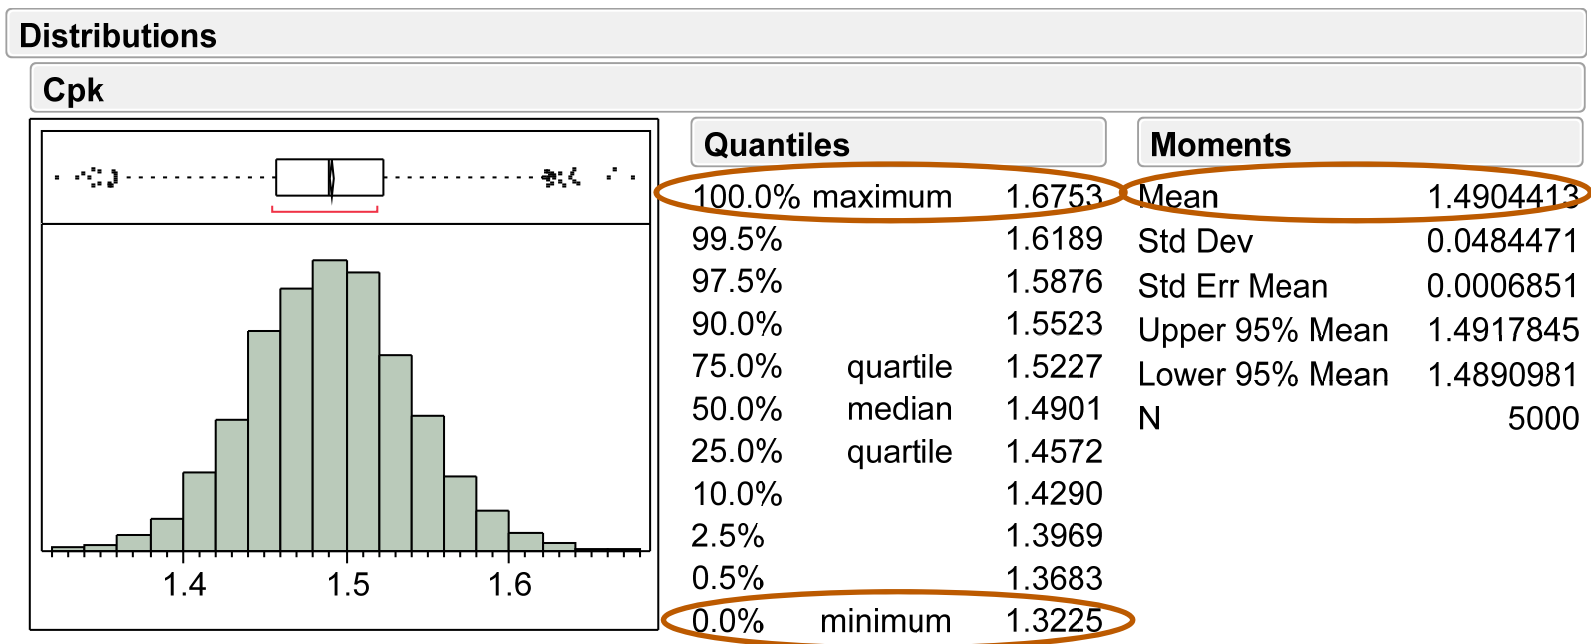 Distributions
Cpk
1.4 1.5 1.6
Quantiles
100.0% maximum 1.6753
99.5% 1.6189
97.5% 1.5876
90.0% 1.5523
75.0% quartile 1.5227
50.0% median 1.4901
25.0% quartile 1.4572
10.0% 1.4290
2.5% 1.3969
0.5% 1.3683
0.0% minimum 1.3225
Moments
Mean 1.4904413
Std Dev 0.0484471
Std Err Mean 0.0006851
Upper 95% Mean 1.4917845
Lower 95% Mean 1.4890981
N 5000